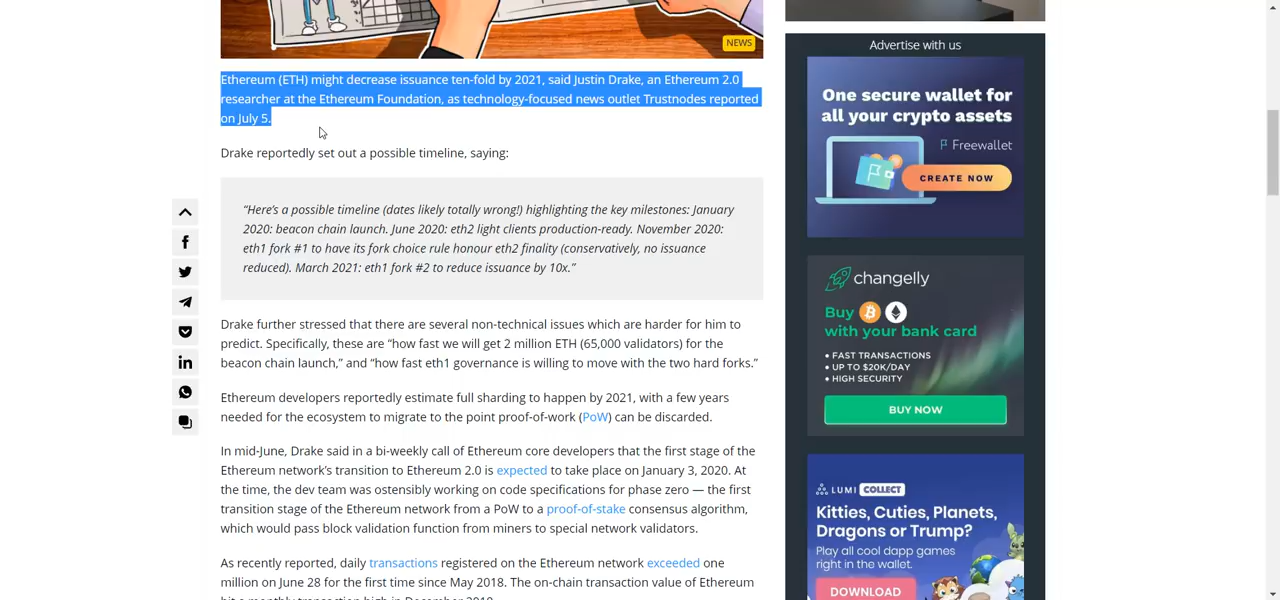 NEWS
Ethereum (ETH) might decrease issuance ten-fold by 2021, said Justin Drake, an Ethereum 2.0
researcher at the Ethereum Foundation, as technology-focused news outlet Trustnodes reported
on July 5.
Drake reportedly set out a possible timeline, saying:
“Here’s a possible timeline (dates likely totally wrong!) highlighting the key milestones: January
2020: beacon chain launch. June 2020: eth2 light clients production-ready. November 2020:
eth1 fork #1 to have its fork choice rule honour eth2 finality (conservatively, no issuance
reduced). March 2021: eth1 fork #2 to reduce issuance by 10x.”
Drake further stressed that there are several non-technical issues which are harder for him to
predict. Specifically, these are “how fast we will get 2 million ETH (65,000 validators) for the
beacon chain launch,” and “how fast eth1 governance is willing to move with the two hard forks.”
Ethereum developers reportedly estimate full sharding to happen by 2021, with a few years
needed for the ecosystem to migrate to the point proof-of-work (PoW) can be discarded.
In mid-June, Drake said in a bi-weekly call of Ethereum core developers that the first stage of the
Ethereum network’s transition to Ethereum 2.0 is expected to take place on January 3, 2020. At
the time, the dev team was ostensibly working on code specifications for phase zero — the first
transition stage of the Ethereum network from a PoW to a proof-of-stake consensus algorithm,
which would pass block validation function from miners to special network validators.
As recently reported, daily transactions registered on the Ethereum network exceeded one
million on June 28 for the first time since May 2018. The on-chain transaction value of Ethereum
hit a monthly transaction high in December 2019.
Advertise with us
One secure wallet for
all your crypto assets
Freewallet
CREATE NOW
changelly
Buy
with your bank card
• FAST TRANSACTIONS
• UP TO $20K/DAY
• HIGH SECURITY
BUY NOW
LUMI COLLECT
Kitties, Cuties, Planets,
Dragons or Trump?
Play all cool dapp games
right in the wallet.
DOWNLOAD